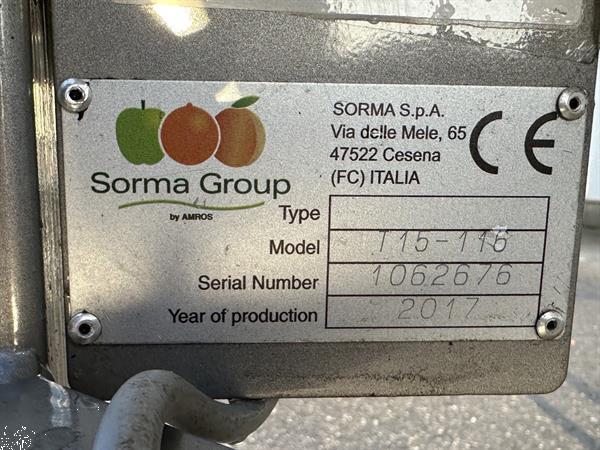 SORMA S.p.A.
Via delle Mele, 65
47522 Cesena
(FC) ITALIA
CE
Sorma Group
by AMROS
Type
Model T15-116
Serial Number 1062676
Year of production 2017